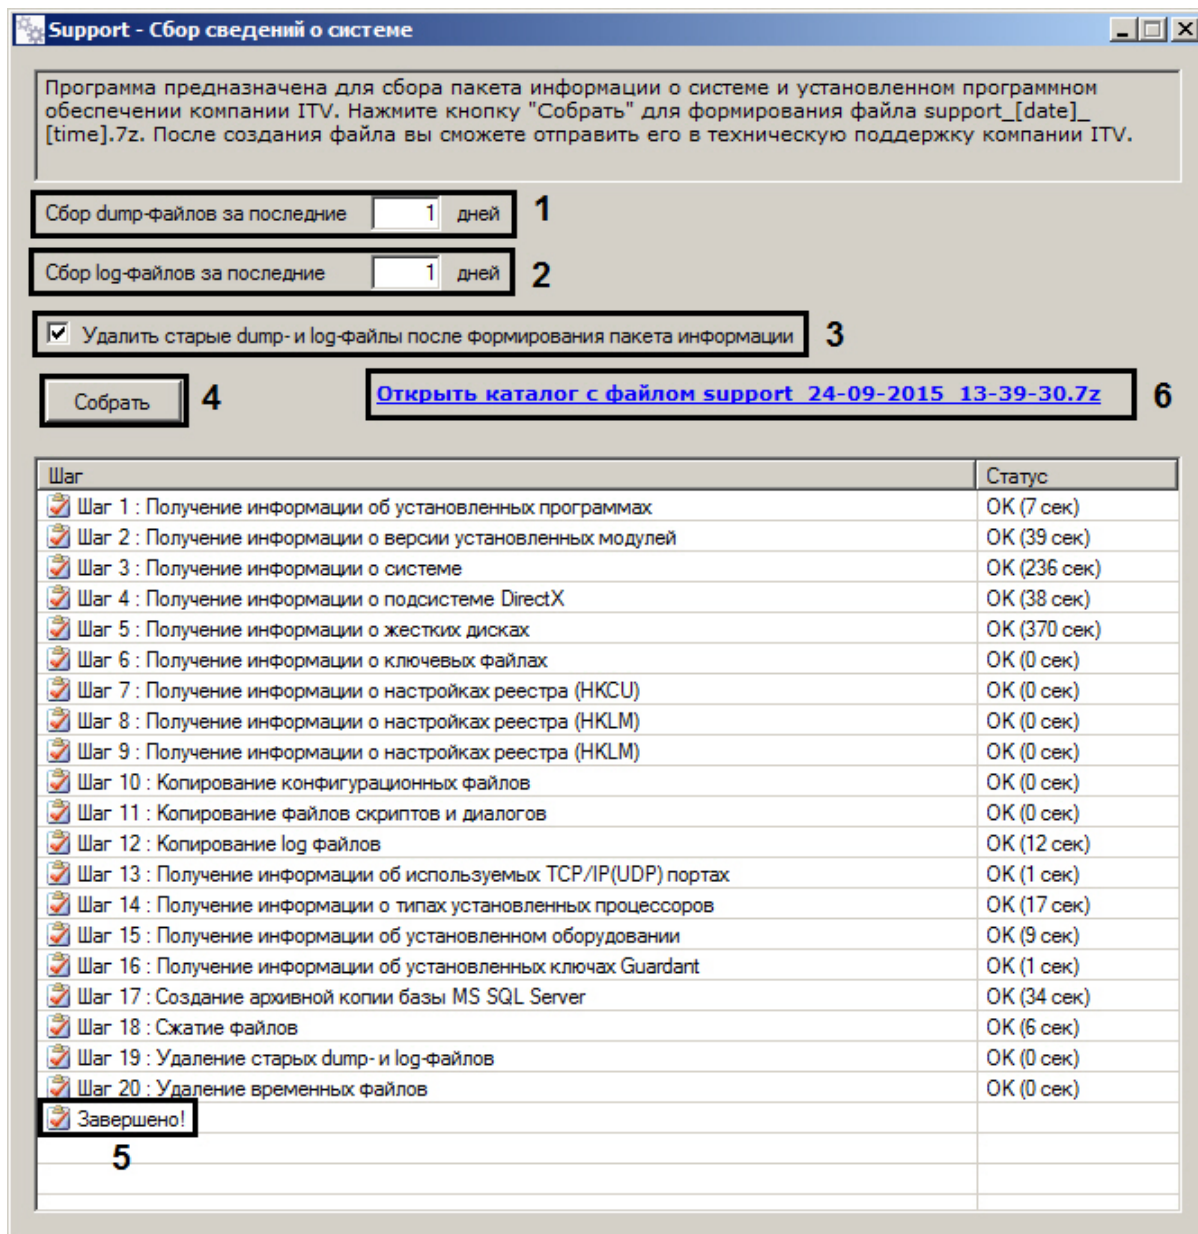 Support - Сбор сведений о системе
Программа предназначена для сбора пакета информации о системе и установленном программном
обеспечении компании ITV. Нажмите кнопку "Собрать" для формирования файла support_[date]_
[time].7z. После создания файла вы сможете отправить его в техническую поддержку компании ITV.
Сбор dump-файлов за последние 1 дней 1
Сбор log-файлов за последние 1 дней 2
Удалить старые dump- и log-файлы после формирования пакета информации 3
Собрать 4 Открыть каталог с файлом support_24-09-2015_13-39-30.7z 6
Шаг Статус
Шаг 1 : Получение информации об установленных программах OK (7 сек)
Шаг 2 : Получение информации о версии установленных модулей OK (39 сек)
Шаг 3 : Получение информации о системе OK (236 сек)
Шаг 4 : Получение информации о подсистеме DirectX OK (38 сек)
Шаг 5 : Получение информации о жестких дисках OK (370 сек)
Шаг 6 : Получение информации о ключевых файлах OK (0 сек)
Шаг 7 : Получение информации о настройках реестра (HKCU) OK (0 сек)
Шаг 8 : Получение информации о настройках реестра (HKLM) OK (0 сек)
Шаг 9 : Получение информации о настройках реестра (HKLM) OK (0 сек)
Шаг 10 : Копирование конфигурационных файлов OK (0 сек)
Шаг 11 : Копирование файлов скриптов и диалогов OK (0 сек)
Шаг 12 : Копирование log файлов OK (12 сек)
Шаг 13 : Получение информации об используемых TCP/IP(UDP) портах OK (1 сек)
Шаг 14 : Получение информации о типах установленных процессоров OK (17 сек)
Шаг 15 : Получение информации об установленном оборудовании OK (9 сек)
Шаг 16 : Получение информации об установленных ключах Guardant OK (1 сек)
Шаг 17 : Создание архивной копии базы MS SQL Server OK (34 сек)
Шаг 18 : Сжатие файлов OK (6 сек)
Шаг 19 : Удаление старых dump- и log-файлов OK (0 сек)
Шаг 20 : Удаление временных файлов OK (0 сек)
Завершено!
5